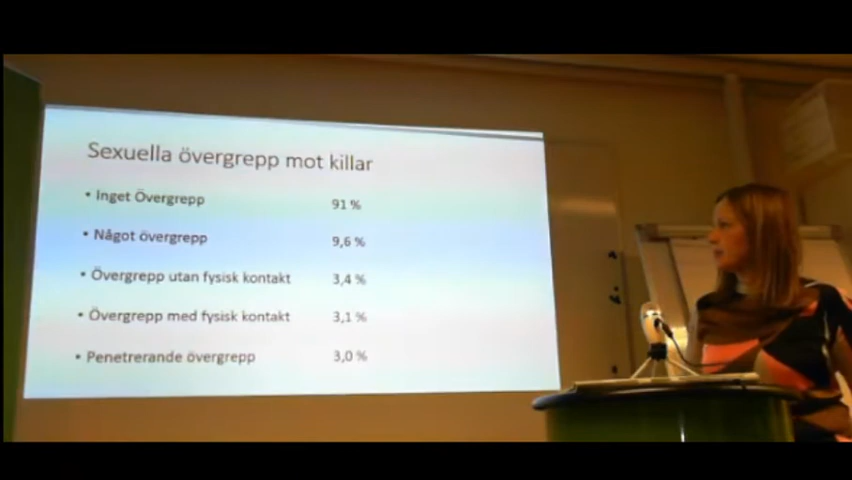 Sexuella övergrepp mot killar
• Inget Övergrepp 91 %
• Något övergrepp 9,6 %
• Övergrepp utan fysisk kontakt 3,4 %
• Övergrepp med fysisk kontakt 3,1 %
• Penetrerande övergrepp 3,0 %